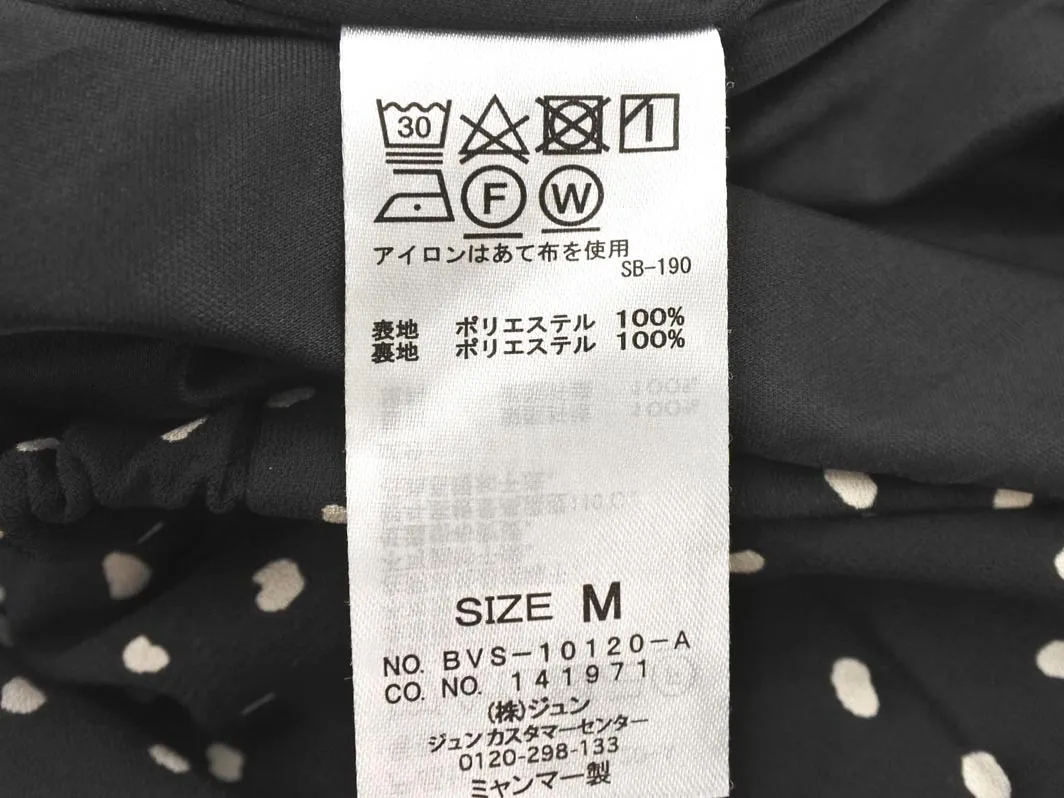 30
F W
アイロンはあて布を使用
SB-190
表地 ポリエステル 100%
裏地 ポリエステル 100%
SIZE M
NO. BVS-10120-A
CO. NO. 141971
(株)ジュン
ジュン カスタマーセンター
0120-298-133
ミャンマー製